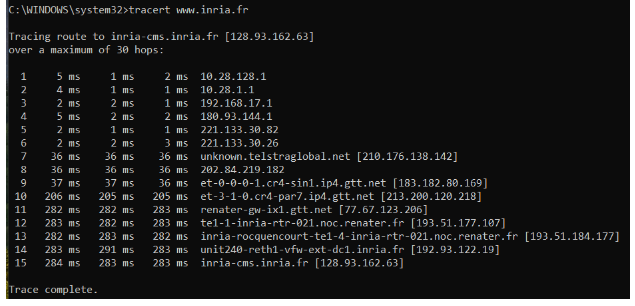 C:\WINDOWS\system32>tracert www.inria.fr
Tracing route to inria-cms.inria.fr [128.93.162.63]
over a maximum of 30 hops:
1 5 ms 1 ms 2 ms 10.28.128.1
2 4 ms 1 ms 1 ms 10.28.1.1
3 2 ms 2 ms 1 ms 192.168.17.1
4 5 ms 2 ms 2 ms 180.93.144.1
5 2 ms 1 ms 1 ms 221.133.30.82
6 2 ms 2 ms 3 ms 221.133.30.26
7 36 ms 36 ms 36 ms unknown.telstraglobal.net [210.176.138.142]
8 36 ms 36 ms 36 ms 202.84.219.182
9 37 ms 37 ms 36 ms et-0-0-0-1.cr4-sin1.ip4.gtt.net [183.182.80.169]
10 206 ms 205 ms 205 ms et-3-1-0.cr4-par7.ip4.gtt.net [213.200.120.218]
11 282 ms 282 ms 283 ms renater-gw-ix1.gtt.net [77.67.123.206]
12 283 ms 282 ms 283 ms te1-1-inria-rtr-021.noc.renater.fr [193.51.177.107]
13 282 ms 283 ms 282 ms inria-rocquencourt-te1-4-inria-rtr-021.noc.renater.fr [193.51.184.177]
14 283 ms 291 ms 283 ms unit240-reth1-vfw-ext-dc1.inria.fr [192.93.122.19]
15 284 ms 283 ms 283 ms inria-cms.inria.fr [128.93.162.63]
Trace complete.